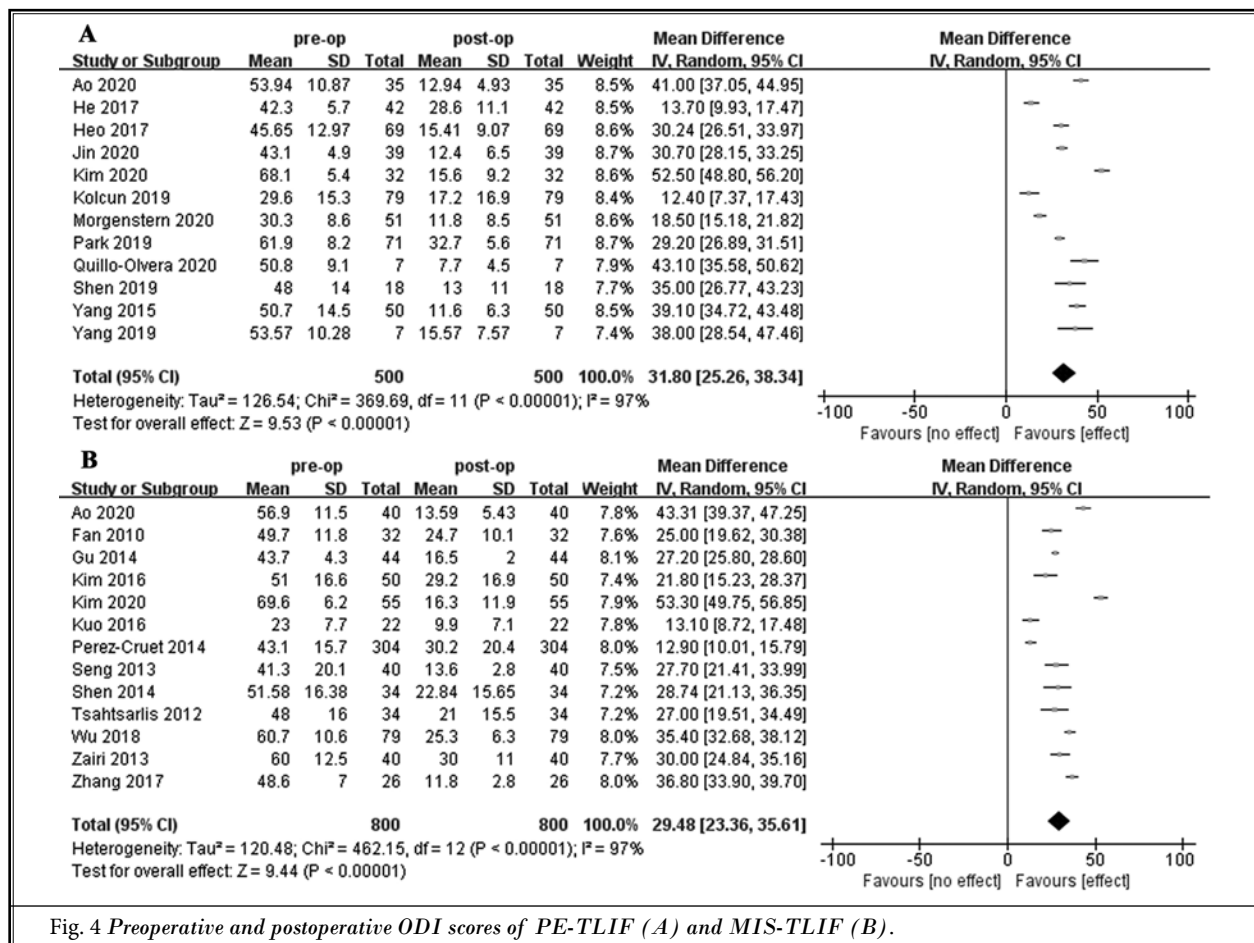 A
pre-op post-op Mean Difference Mean Difference
Study or Subgroup Mean SD Total Mean SD Total Weight IV, Random, 95% CI IV, Random, 95% CI
Ao 2020 53.94 10.87 35 12.94 4.93 35 8.5% 41.00 [37.05, 44.95]
He 2017 42.3 5.7 42 28.6 11.1 42 8.6% 13.70 [9.93, 17.47]
Heo 2017 45.65 12.97 69 15.41 9.07 69 8.6% 30.24 [26.51, 33.97]
Jin 2020 43.1 4.9 39 12.4 6.5 39 8.7% 30.70 [28.15, 33.25]
Kim 2020 68.1 5.4 32 15.6 9.2 32 8.6% 52.50 [48.80, 56.20]
Kolcun 2019 29.6 15.3 79 17.2 16.9 79 8.4% 12.40 [7.37, 17.43]
Morgenstern 2020 30.3 8.6 51 11.8 8.5 51 8.6% 18.50 [15.18, 21.82]
Park 2019 61.9 8.2 71 32.7 5.6 71 8.7% 29.20 [26.89, 31.51]
Quillo-Olvera 2020 50.8 9.1 7 7.7 4.5 7 7.9% 43.10 [35.58, 50.62]
Shen 2019 48 14 18 13 11 18 7.7% 35.00 [26.77, 43.23]
Yang 2015 50.7 14.5 50 11.6 6.3 50 8.5% 39.10 [34.72, 43.48]
Yang 2019 53.57 10.28 7 15.57 7.57 7 7.4% 38.00 [28.54, 47.46]
Total (95% CI) 500 500 100.0% 31.80 [25.26, 38.34]
Heterogeneity: Tau² = 126.54; Chi² = 369.69, df = 11 (P < 0.00001); I² = 97%
Test for overall effect: Z = 9.53 (P < 0.00001)
-100 -50 0 50 100
Favours [no effect] Favours [effect]
B
pre-op post-op Mean Difference Mean Difference
Study or Subgroup Mean SD Total Mean SD Total Weight IV, Random, 95% CI IV, Random, 95% CI
Ao 2020 56.9 11.5 40 13.59 5.43 40 7.8% 43.31 [39.37, 47.25]
Fan 2010 49.7 11.8 32 24.7 10.1 32 7.6% 25.00 [19.62, 30.38]
Gu 2014 43.7 4.3 44 16.5 2 44 8.1% 27.20 [25.80, 28.60]
Kim 2016 51 16.6 50 29.2 16.9 50 7.4% 21.80 [15.23, 28.37]
Kim 2020 69.6 6.2 55 16.3 11.9 55 7.9% 53.30 [49.75, 56.85]
Kuo 2016 23 7.7 22 9.9 7.1 22 7.8% 13.10 [8.72, 17.48]
Perez-Cruet 2014 43.1 15.7 304 30.2 20.4 304 8.0% 12.90 [10.01, 15.79]
Seng 2013 41.3 20.1 40 13.6 2.8 40 7.5% 27.70 [21.41, 33.99]
Shen 2014 51.58 16.38 34 22.84 15.65 34 7.2% 28.74 [21.13, 36.35]
Tsahtsarlis 2012 48 16 34 21 15.5 34 7.2% 27.00 [19.51, 34.49]
Wu 2018 60.7 10.6 79 25.3 6.3 79 8.0% 35.40 [32.68, 38.12]
Zairi 2013 60 12.5 40 30 11 40 7.7% 30.00 [24.84, 35.16]
Zhang 2017 48.6 7 26 11.8 2.8 26 8.0% 36.80 [33.90, 39.70]
Total (95% CI) 800 800 100.0% 29.48 [23.36, 35.61]
Heterogeneity: Tau² = 120.48; Chi² = 462.15, df = 12 (P < 0.00001); I² = 97%
Test for overall effect: Z = 9.44 (P < 0.00001)
-100 -50 0 50 100
Favours [no effect] Favours [effect]
Fig. 4 Preoperative and postoperative ODI scores of PE-TLIF (A) and MIS-TLIF (B).